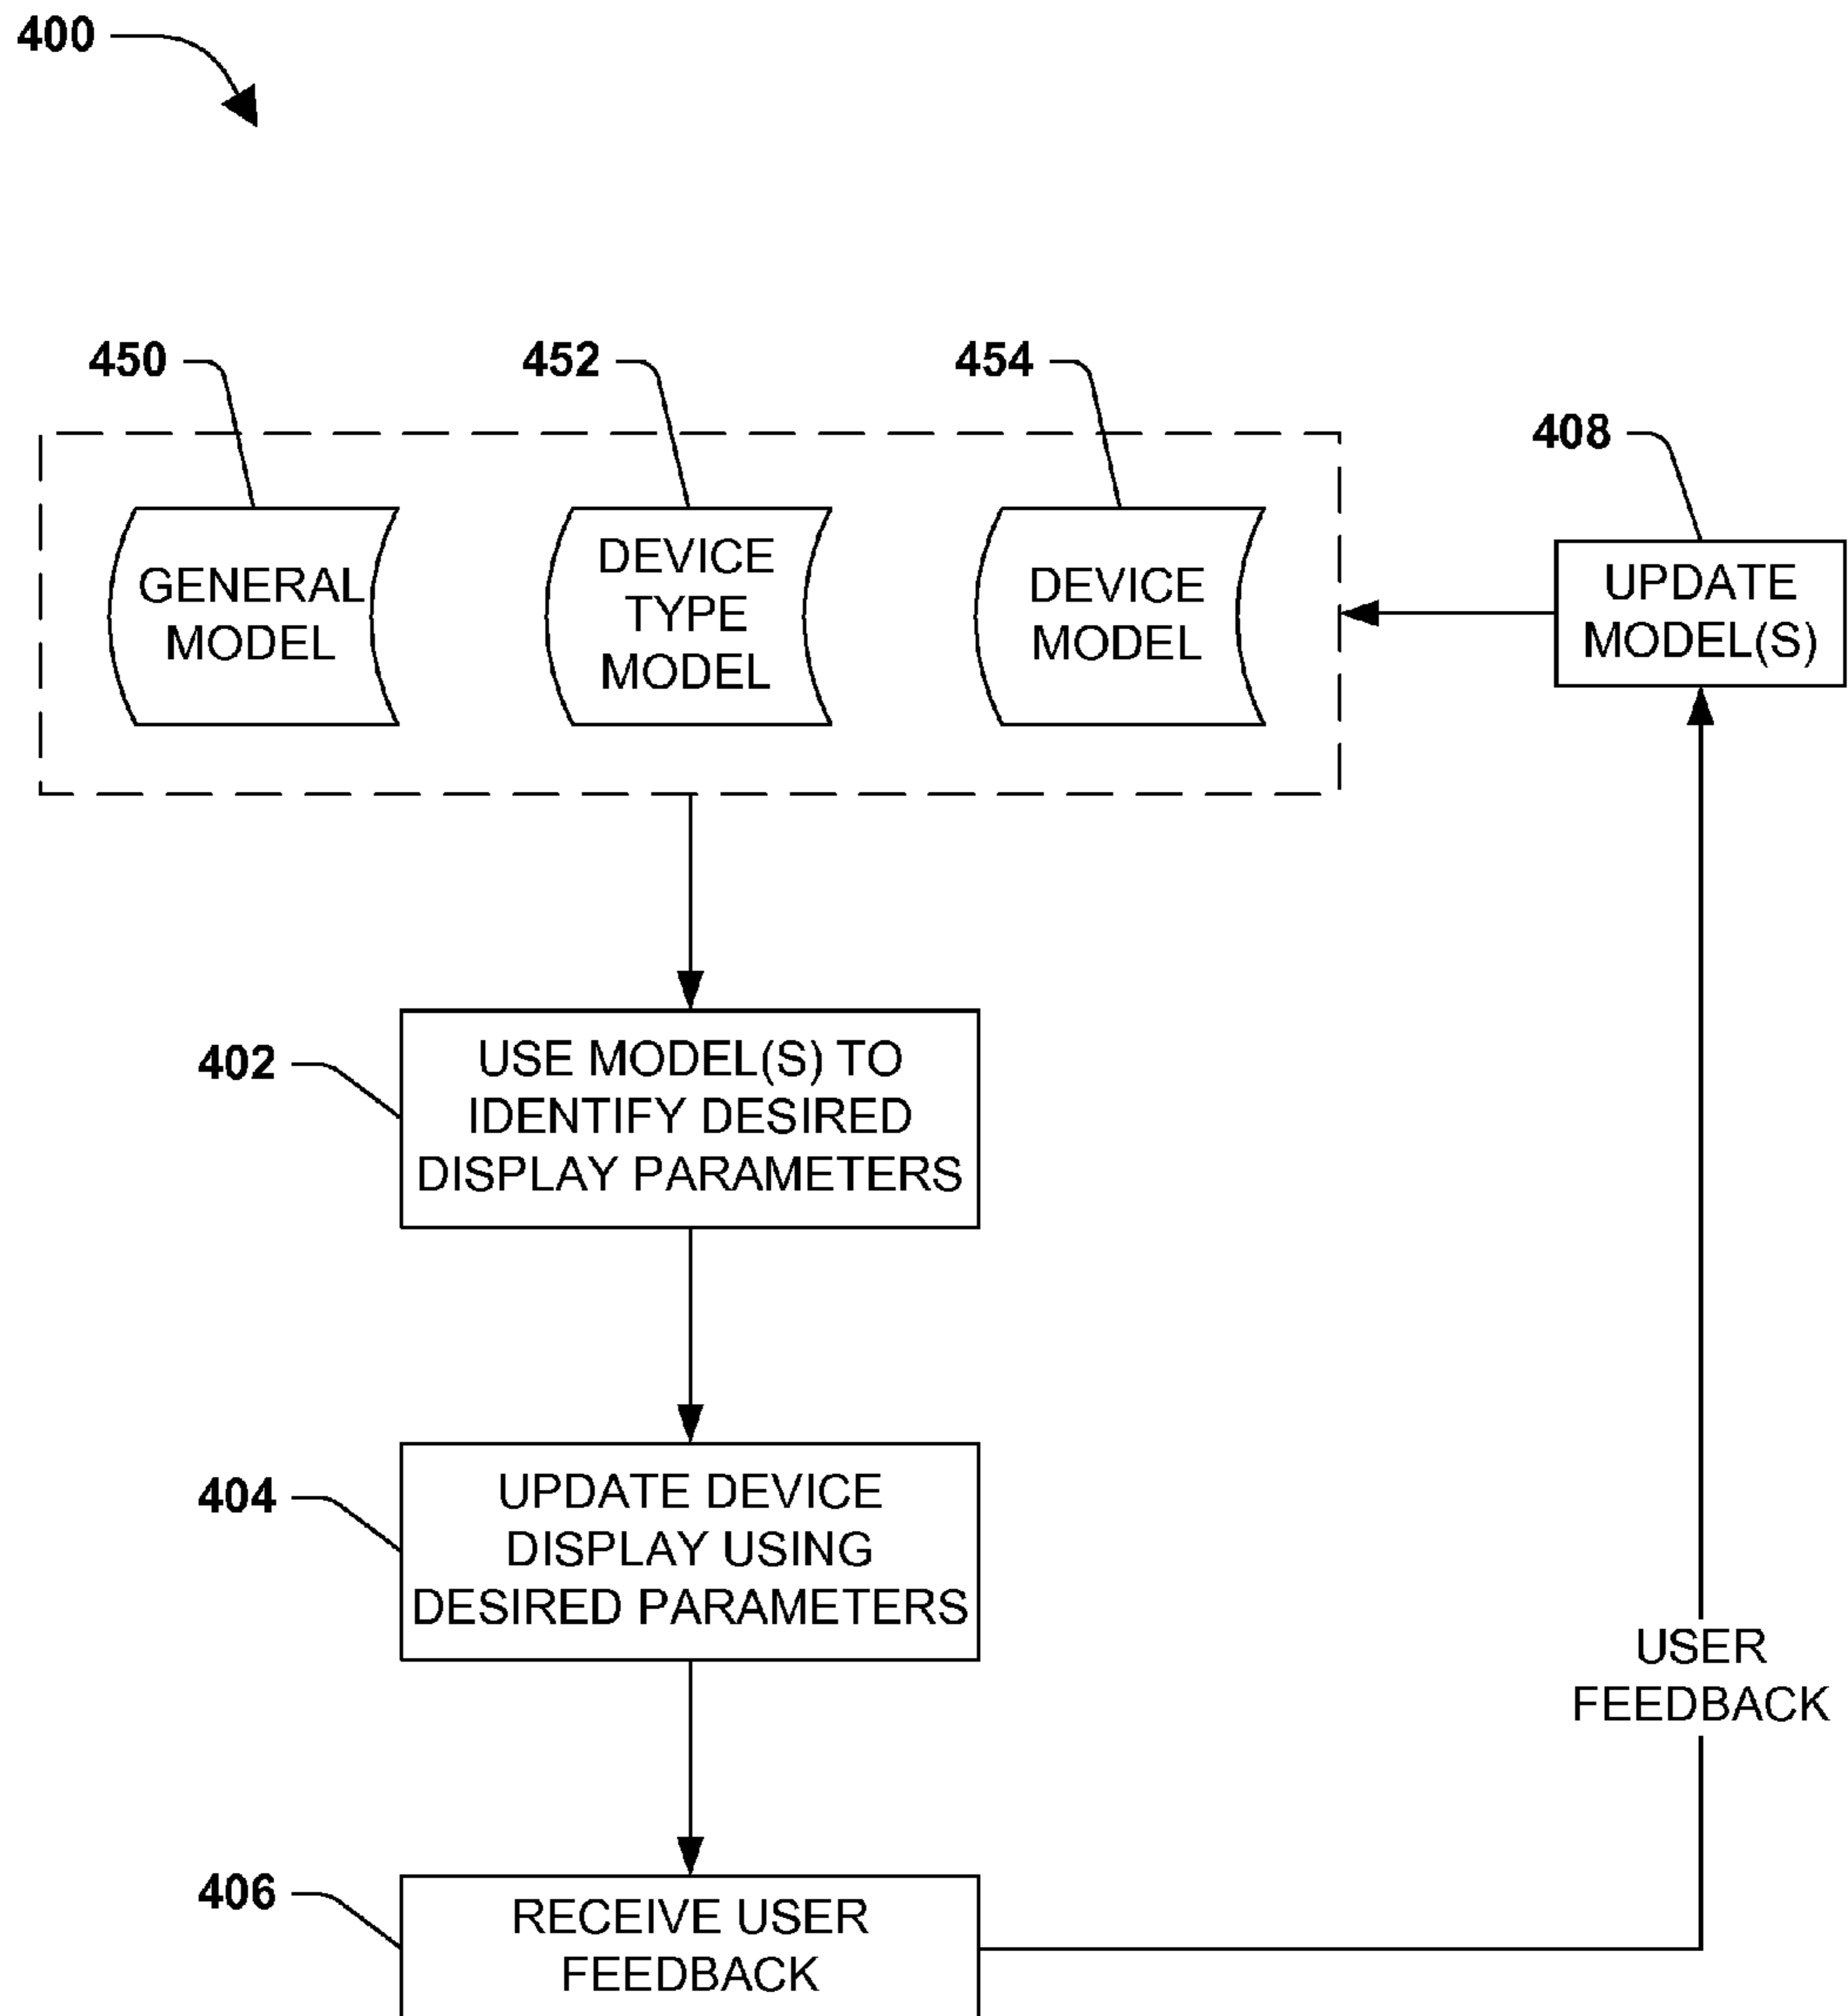 400
450
452
454
408
GENERAL
MODEL
DEVICE
TYPE
MODEL
DEVICE
MODEL
UPDATE
MODEL(S)
402
USE MODEL(S) TO
IDENTIFY DESIRED
DISPLAY PARAMETERS
404
UPDATE DEVICE
DISPLAY USING
DESIRED PARAMETERS
USER
FEEDBACK
406
RECEIVE USER
FEEDBACK